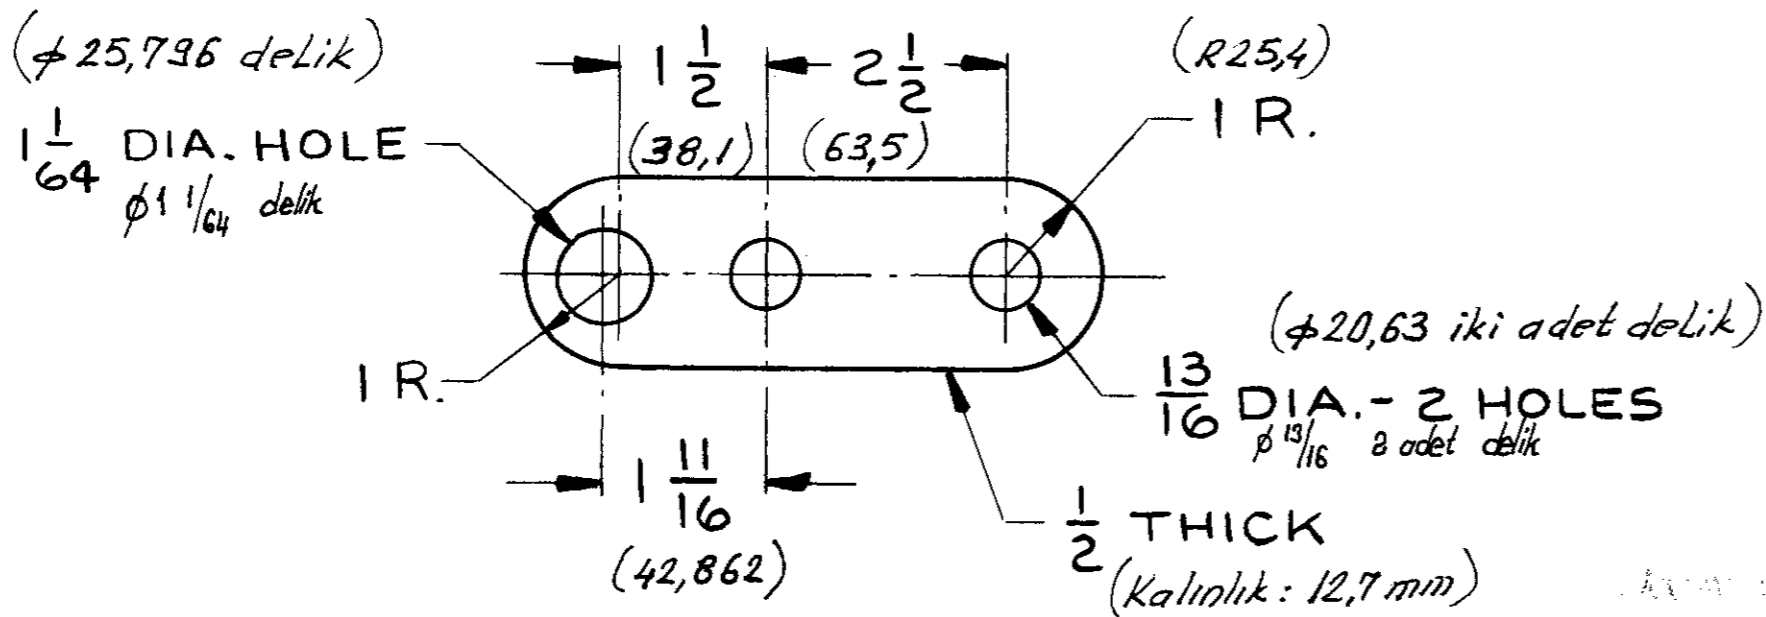 (ϕ25,796 delik)
1 1/64 DIA. HOLE
ϕ1 1/64 delik
1 1/2
(38,1)
2 1/2
(63,5)
(R25,4)
1 R.
1 R.
1 11/16
(42,862)
(ϕ20,63 iki adet delik)
13/16 DIA.- 2 HOLES
ϕ 13/16 2 adet delik
1/2 THICK
(Kalınlık: 12,7 mm)